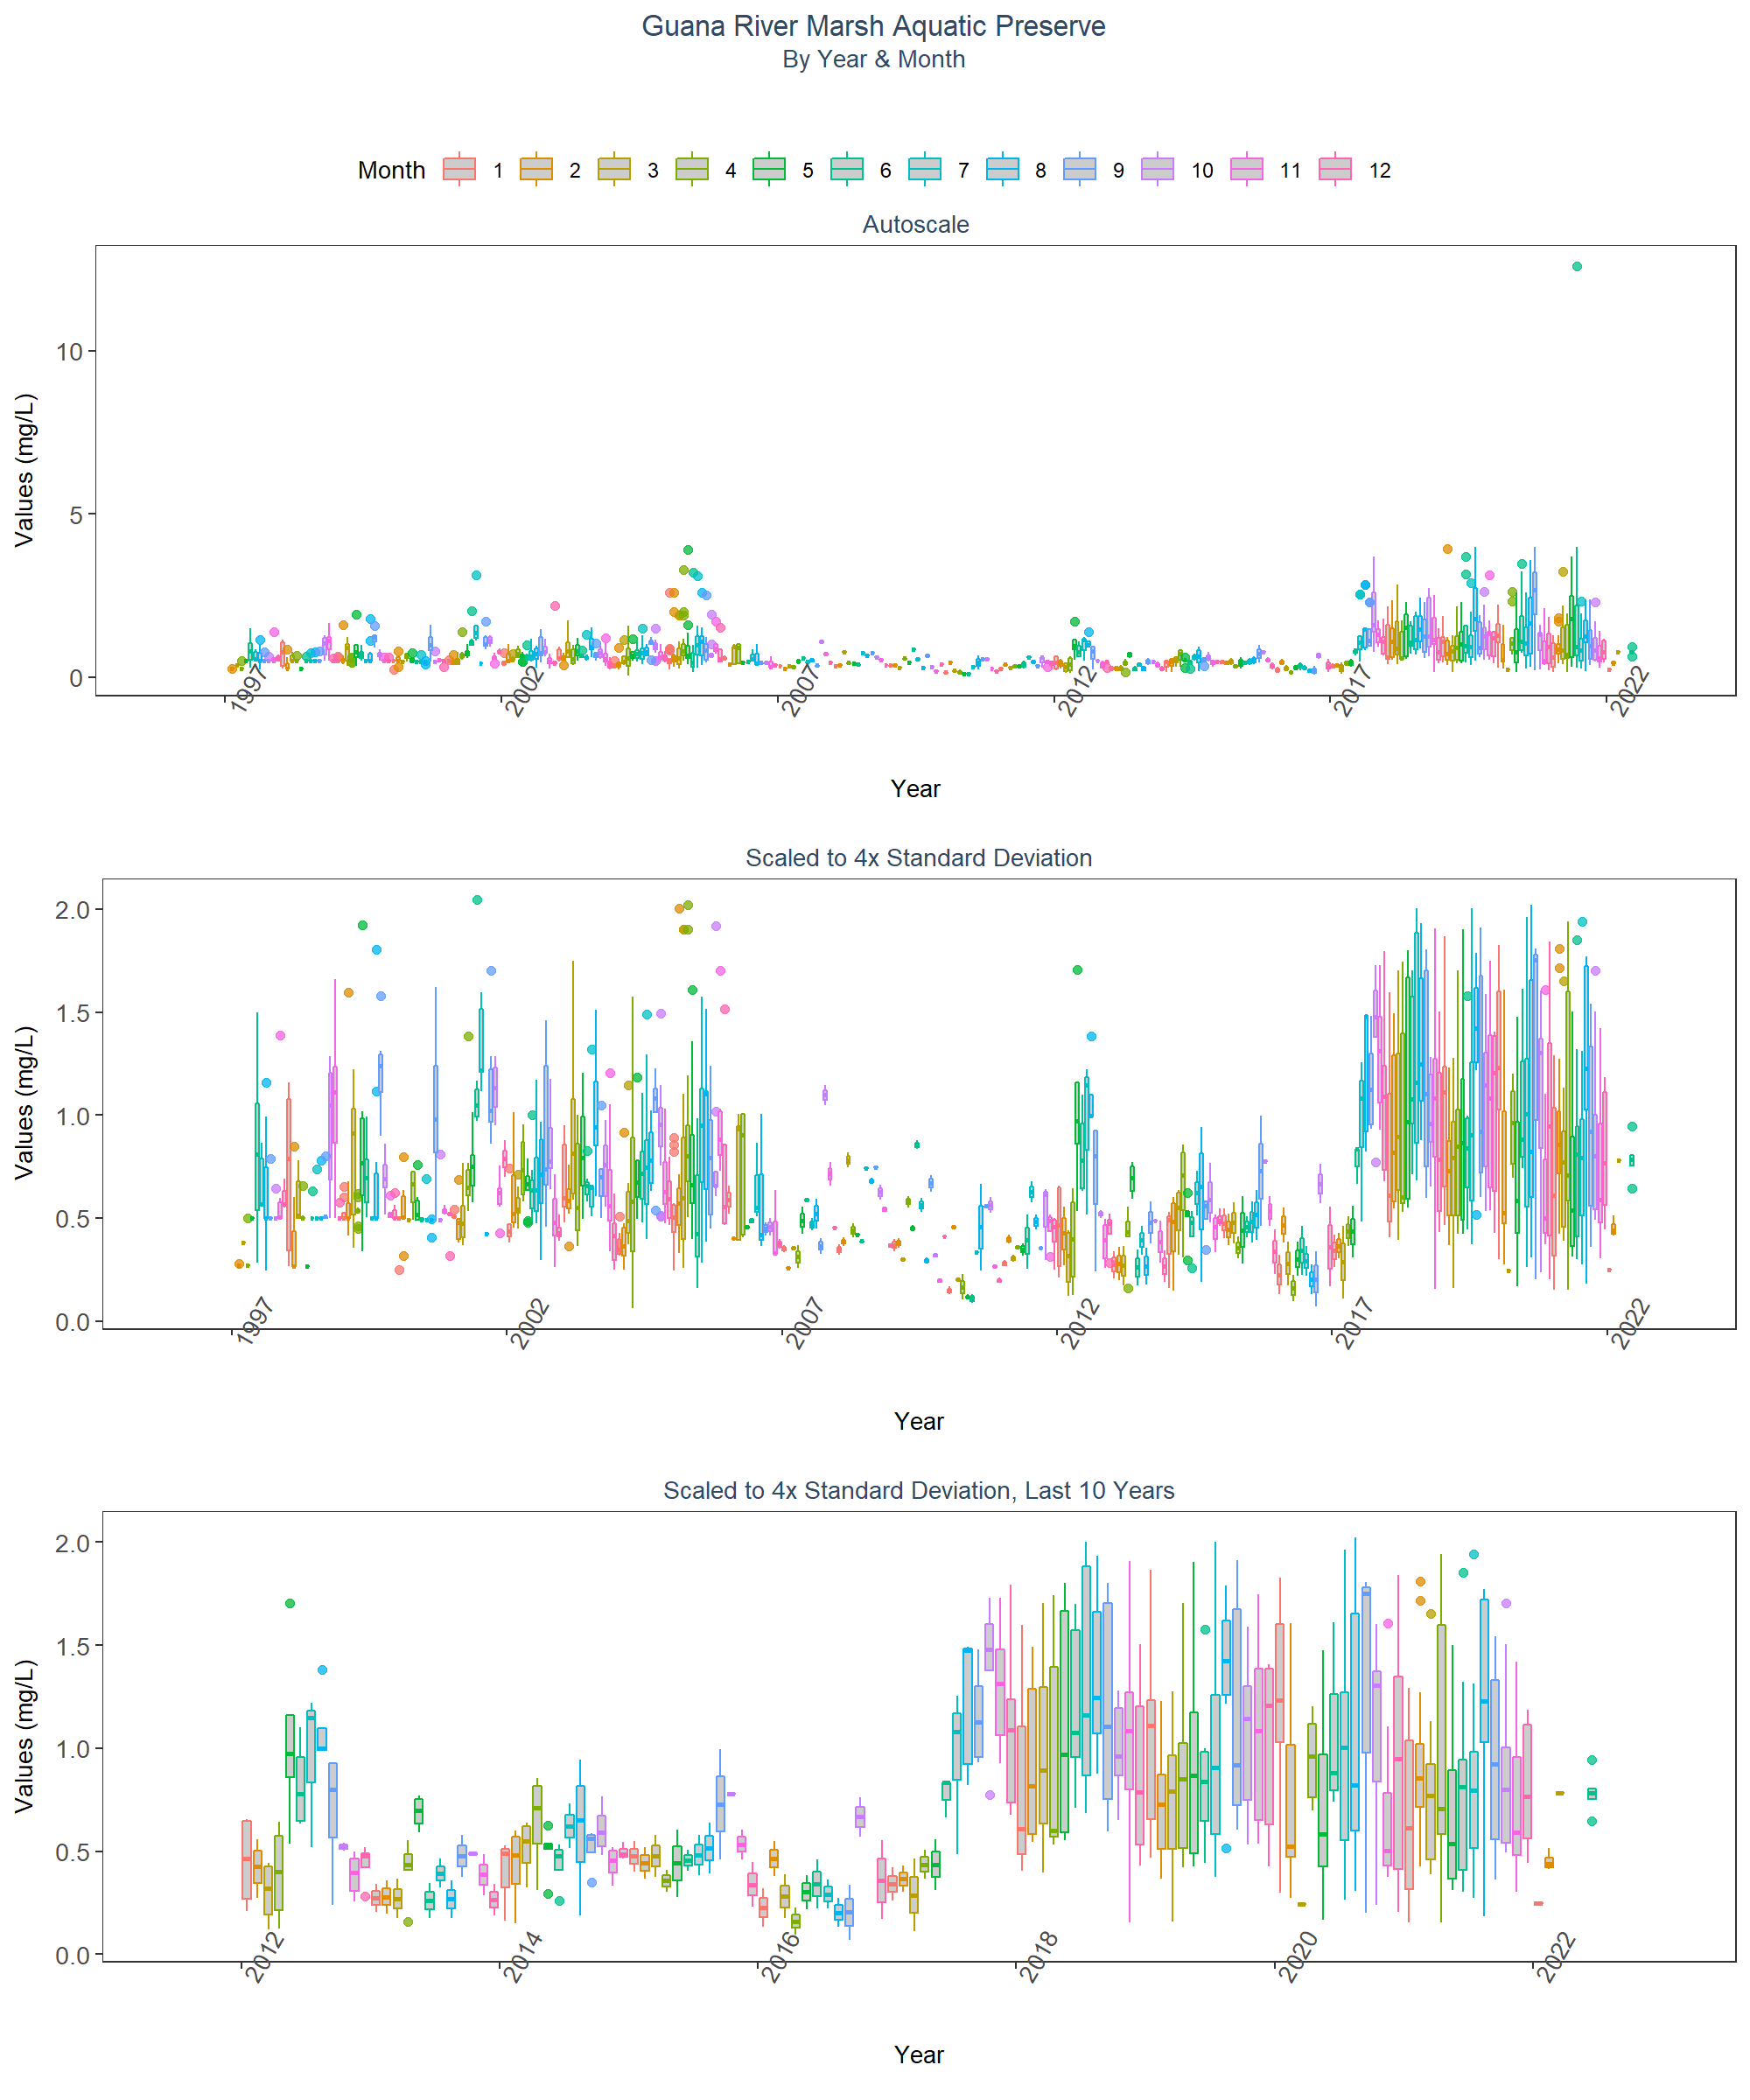 Guana River Marsh Aquatic Preserve
By Year & Month
Month 1 2 3 4 5 6 7 8 9 10 11 12
Autoscale
Values (mg/L)
10
5
0
1997 2002 2007 2012 2017 2022
Year
Scaled to 4x Standard Deviation
Values (mg/L)
2.0
1.5
1.0
0.5
0.0
1997 2002 2007 2012 2017 2022
Year
Scaled to 4x Standard Deviation, Last 10 Years
Values (mg/L)
2.0
1.5
1.0
0.5
0.0
2012 2014 2016 2018 2020 2022
Year